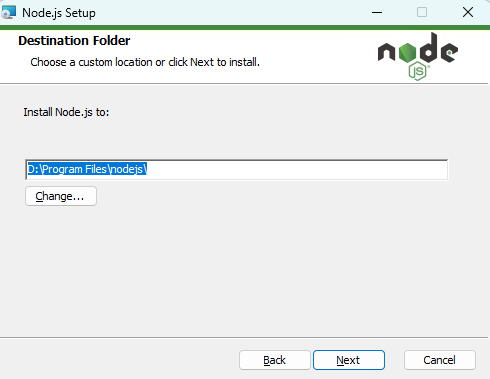 Node.js Setup
Destination Folder
Choose a custom location or click Next to install.
node
JS
Install Node.js to:
D:\Program Files\nodejs\
Change...
Back
Next
Cancel